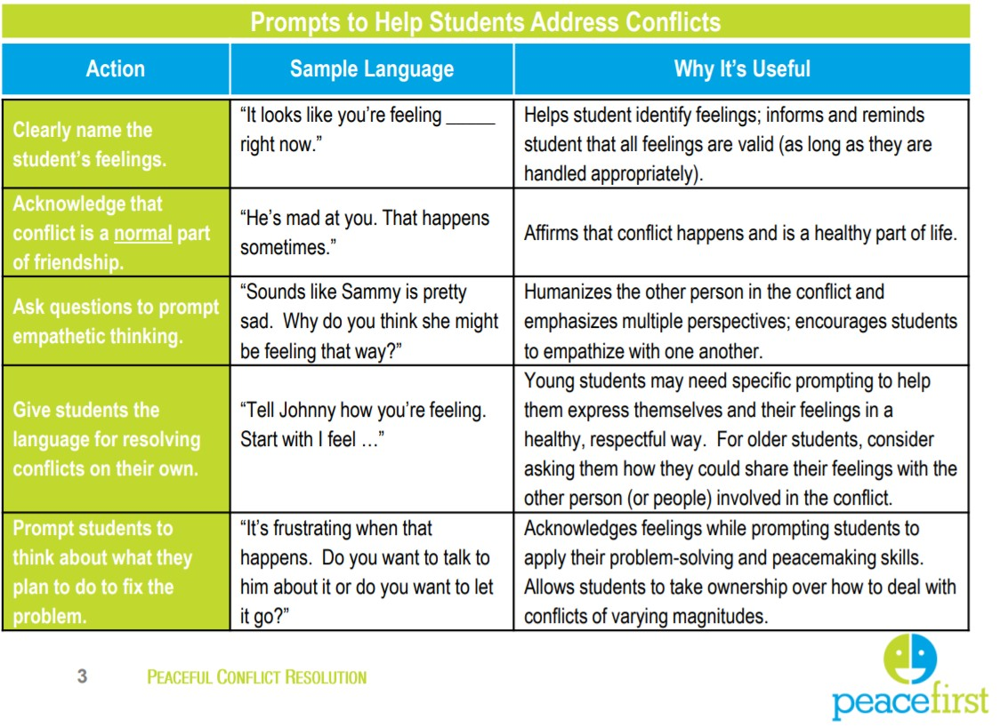 Prompts to Help Students Address Conflicts
Action
Sample Language
Why It's Useful
Clearly name the
student's feelings.
“It looks like you're feeling _____
right now.”
Helps student identify feelings; informs and reminds
student that all feelings are valid (as long as they are
handled appropriately).
Acknowledge that
conflict is a normal part
of friendship.
“He's mad at you. That happens
sometimes.”
Affirms that conflict happens and is a healthy part of life.
Ask questions to prompt
empathetic thinking.
“Sounds like Sammy is pretty
sad.  Why do you think she might
be feeling that way?”
Humanizes the other person in the conflict and
emphasizes multiple perspectives; encourages students
to empathize with one another.
Give students the
language for resolving
conflicts on their own.
“Tell Johnny how you're feeling.
Start with I feel …”
Young students may need specific prompting to help
them express themselves and their feelings in a
healthy, respectful way.  For older students, consider
asking them how they could share their feelings with the
other person (or people) involved in the conflict.
Prompt students to
think about what they
plan to do to fix the
problem.
“It's frustrating when that
happens.  Do you want to talk to
him about it or do you want to let
it go?”
Acknowledges feelings while prompting students to
apply their problem-solving and peacemaking skills.
Allows students to take ownership over how to deal with
conflicts of varying magnitudes.
3
PEACEFUL CONFLICT RESOLUTION
peacefirst